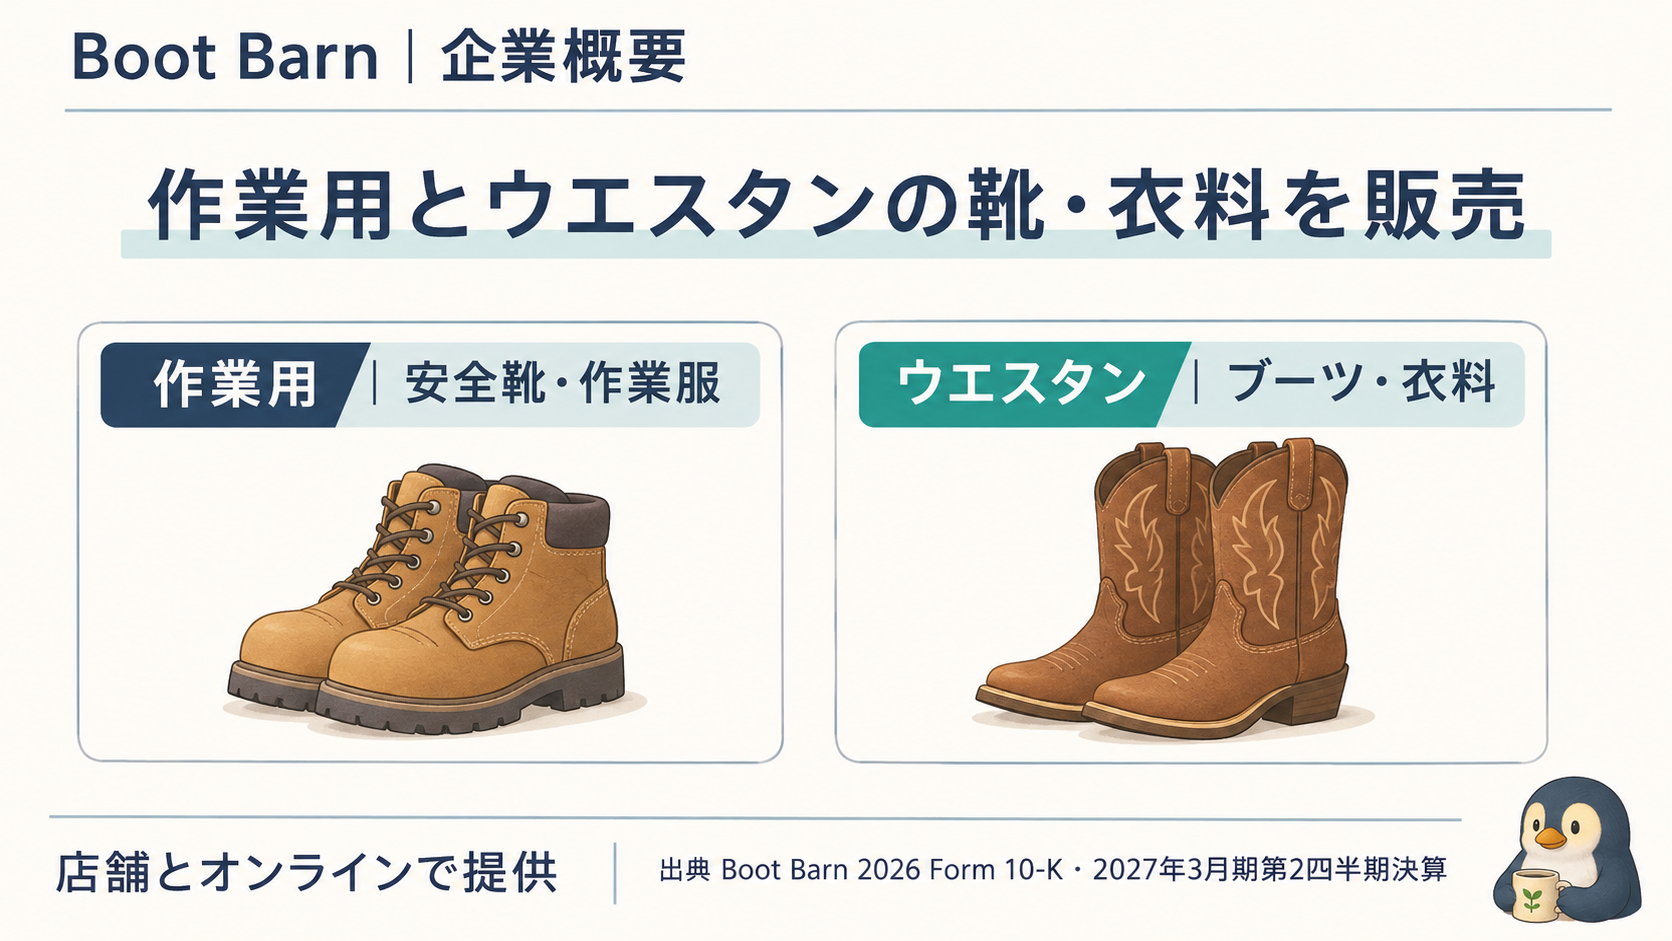 Boot Barn｜企業概要
作業用とウエスタンの靴・衣料を販売
作業用｜安全靴・作業服
ウエスタン｜ブーツ・衣料
店舗とオンラインで提供
出典 Boot Barn 2026 Form 10-K・2027年3月期第2四半期決算